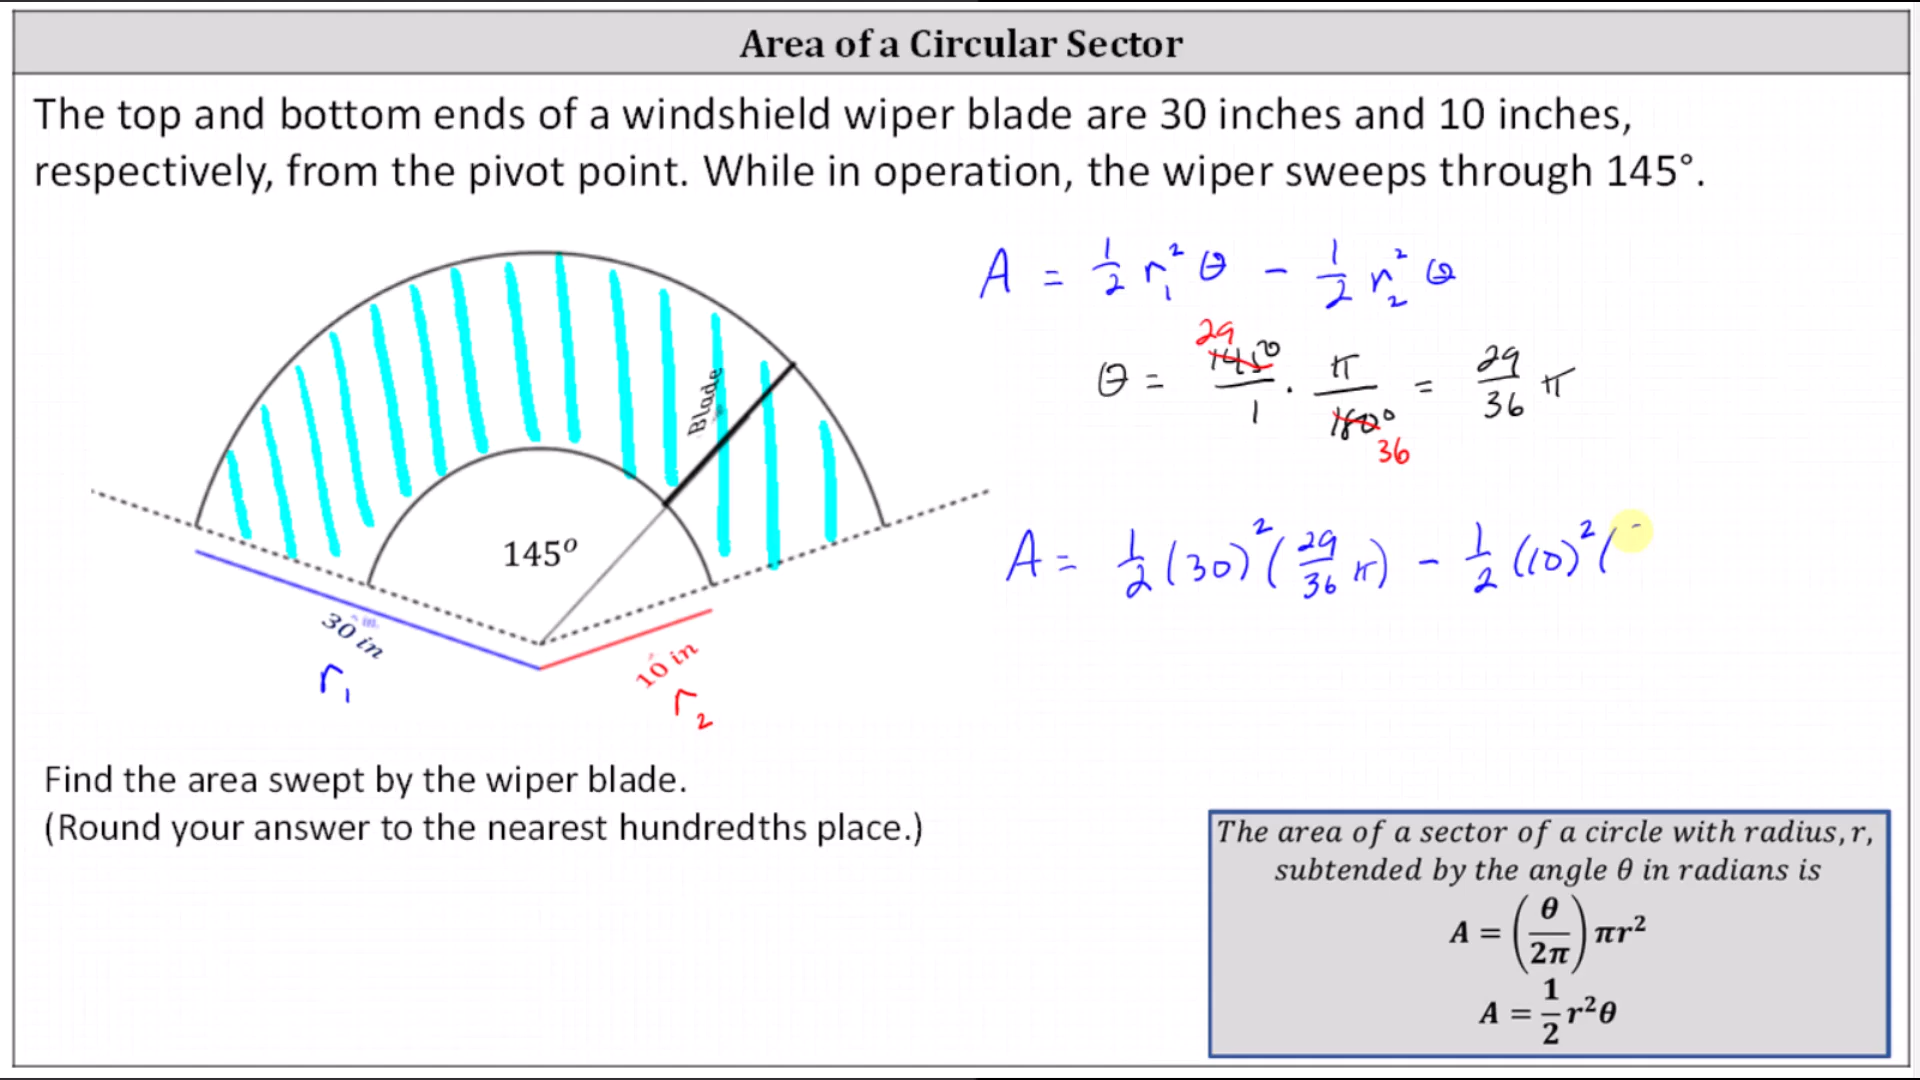 Area of a Circular Sector
The top and bottom ends of a windshield wiper blade are 30 inches and 10 inches,
respectively, from the pivot point. While in operation, the wiper sweeps through 145°.
A = 1/2 r₁² θ − 1/2 r₂² θ
29
θ = 145°/1 · π/180° = 29/36 π
36
Blade
145°
A = 1/2 (30)² (29/36 π) − 1/2 (10)² (
30 in
r₁
10 in
r₂
Find the area swept by the wiper blade.
(Round your answer to the nearest hundredths place.)
The area of a sector of a circle with radius, r,
subtended by the angle θ in radians is
A = (θ/2π) πr²
A = 1/2 r²θ